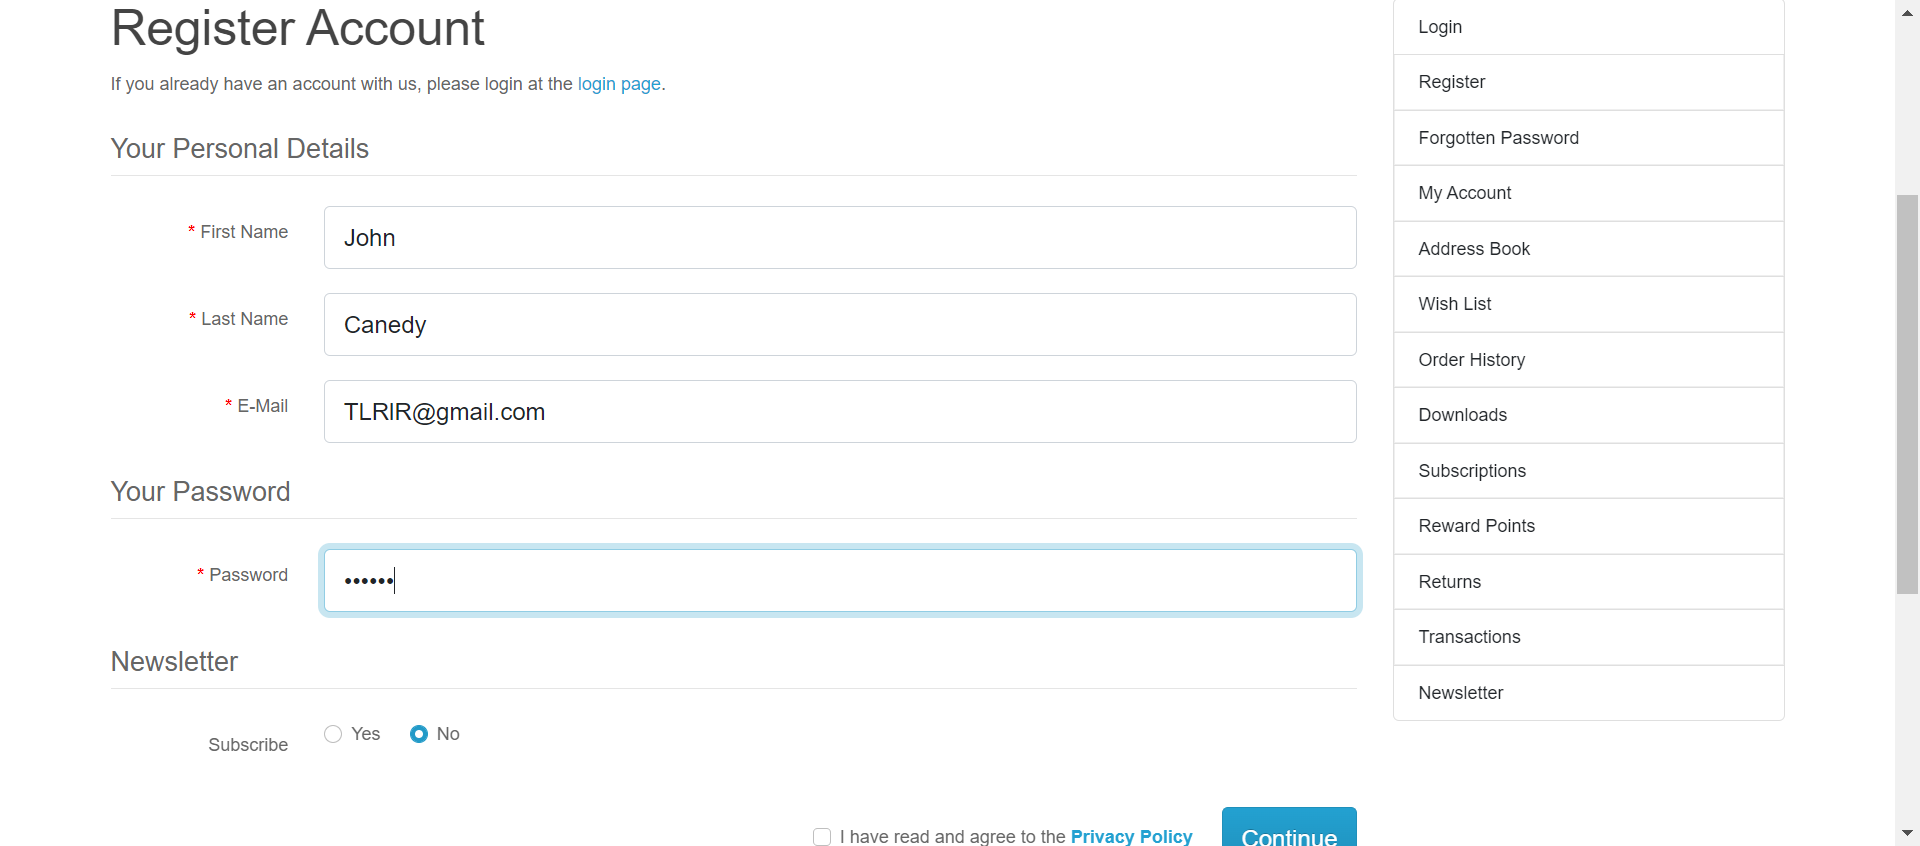 Register Account
If you already have an account with us, please login at the login page.
Your Personal Details
* First Name
John
* Last Name
Canedy
* E-Mail
TLRIR@gmail.com
Your Password
* Password
••••••
Newsletter
Subscribe
Yes
No
I have read and agree to the Privacy Policy
Continue
Login
Register
Forgotten Password
My Account
Address Book
Wish List
Order History
Downloads
Subscriptions
Reward Points
Returns
Transactions
Newsletter